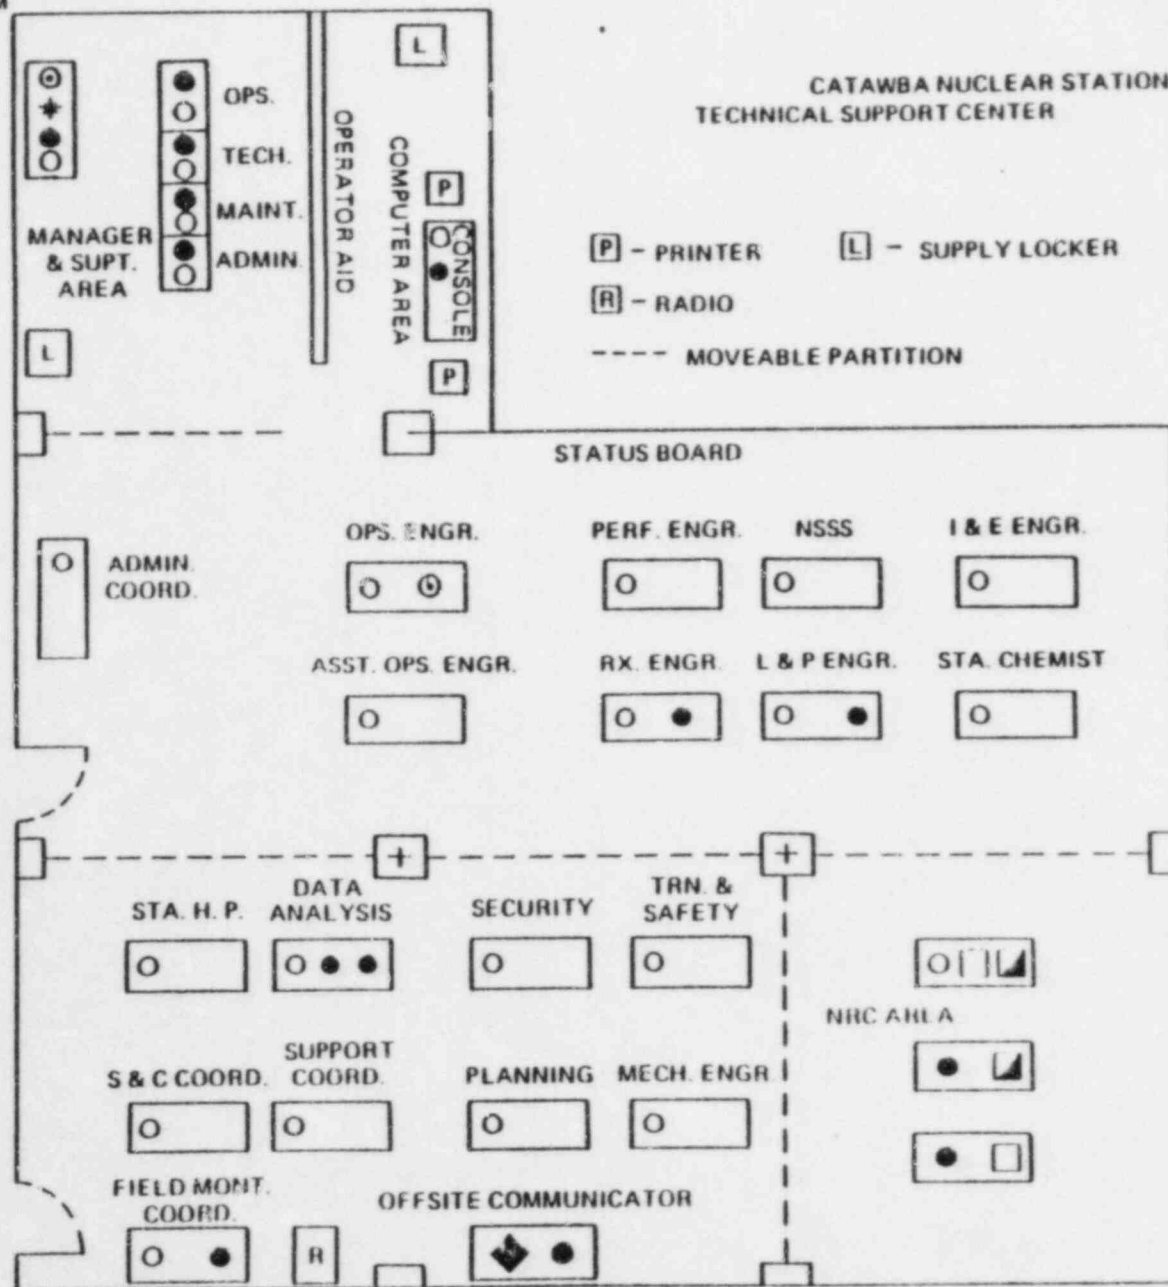 CATAWBA NUCLEAR STATION
TECHNICAL SUPPORT CENTER
L
OPS.
TECH.
MAINT.
ADMIN.
MANAGER
& SUPT.
AREA
L
OPERATOR AID
COMPUTER AREA
P
CONSOLE
P
P - PRINTER
L - SUPPLY LOCKER
R - RADIO
---- MOVEABLE PARTITION
STATUS BOARD
ADMIN.
COORD.
OPS. ENGR.
PERF. ENGR.
NSSS
I & E ENGR.
ASST. OPS. ENGR.
RX. ENGR.
L & P ENGR.
STA. CHEMIST
STA. H. P.
DATA
ANALYSIS
SECURITY
TRN. &
SAFETY
NRC AREA
S & C COORD.
SUPPORT
COORD.
PLANNING
MECH. ENGR.
FIELD MONT.
COORD.
R
OFFSITE COMMUNICATOR